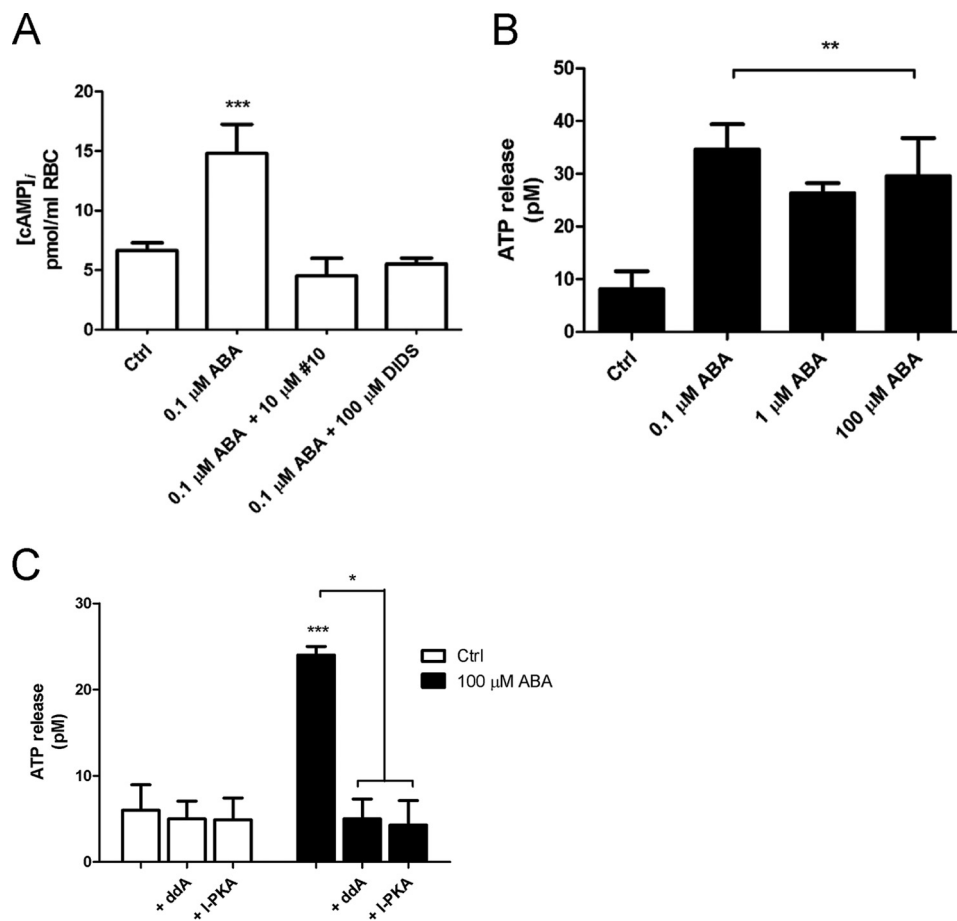 A
[cAMP]i
pmol/ml RBC
20
15
10
5
0
***
Ctrl
0.1 µM ABA
0.1 µM ABA + 10 µM #10
0.1 µM ABA + 100 µM DIDS
B
ATP release
(pM)
50
40
30
20
10
0
**
Ctrl
0.1 µM ABA
1 µM ABA
100 µM ABA
C
ATP release
(pM)
30
20
10
0
*
***
Ctrl
100 µM ABA
+ ddA
+ I-PKA
+ ddA
+ I-PKA